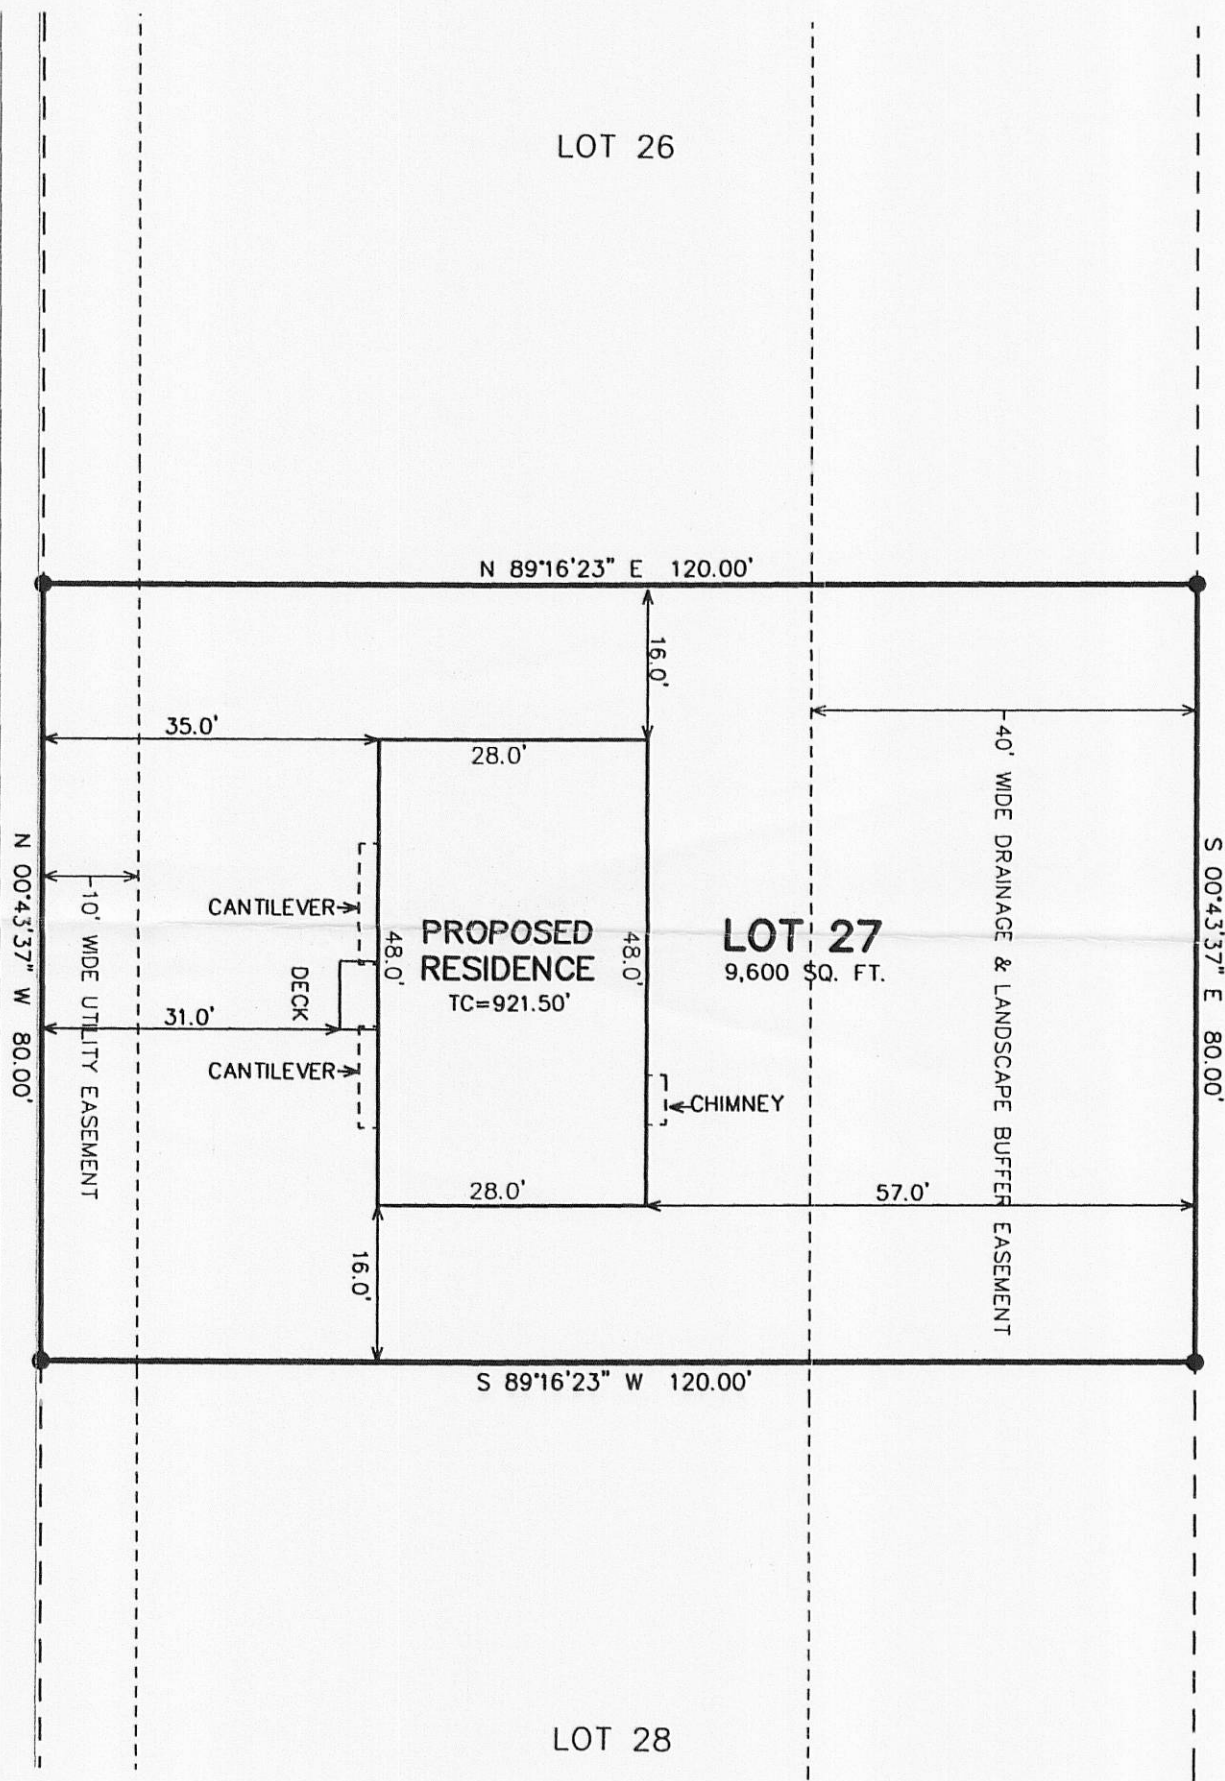 LOT 26
N 89°16'23" E 120.00'
16.0'
35.0'
28.0'
40' WIDE DRAINAGE & LANDSCAPE BUFFER EASEMENT
S 00°43'37" E 80.00'
N 00°43'37" W 80.00'
10' WIDE UTILITY EASEMENT
CANTILEVER
48.0'
PROPOSED
RESIDENCE
TC=921.50'
48.0'
LOT 27
9,600 SQ. FT.
DECK
31.0'
CANTILEVER
CHIMNEY
28.0'
57.0'
16.0'
S 89°16'23" W 120.00'
LOT 28